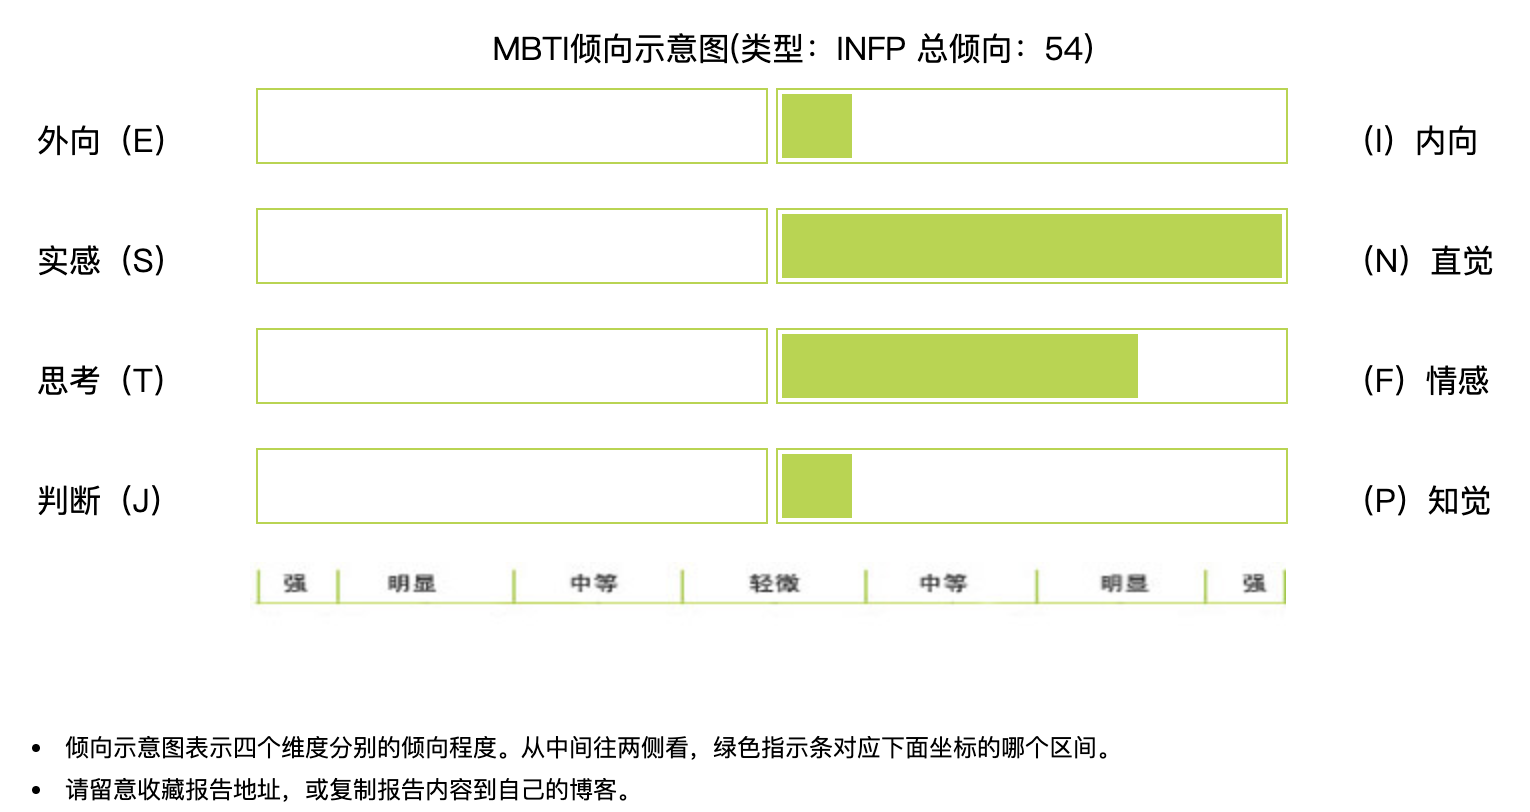 MBTI倾向示意图(类型：INFP 总倾向：54)
外向（E） （I）内向
实感（S） （N）直觉
思考（T） （F）情感
判断（J） （P）知觉
强 明显 中等 轻微 中等 明显 强
• 倾向示意图表示四个维度分别的倾向程度。从中间往两侧看，绿色指示条对应下面坐标的哪个区间。
• 请留意收藏报告地址，或复制报告内容到自己的博客。